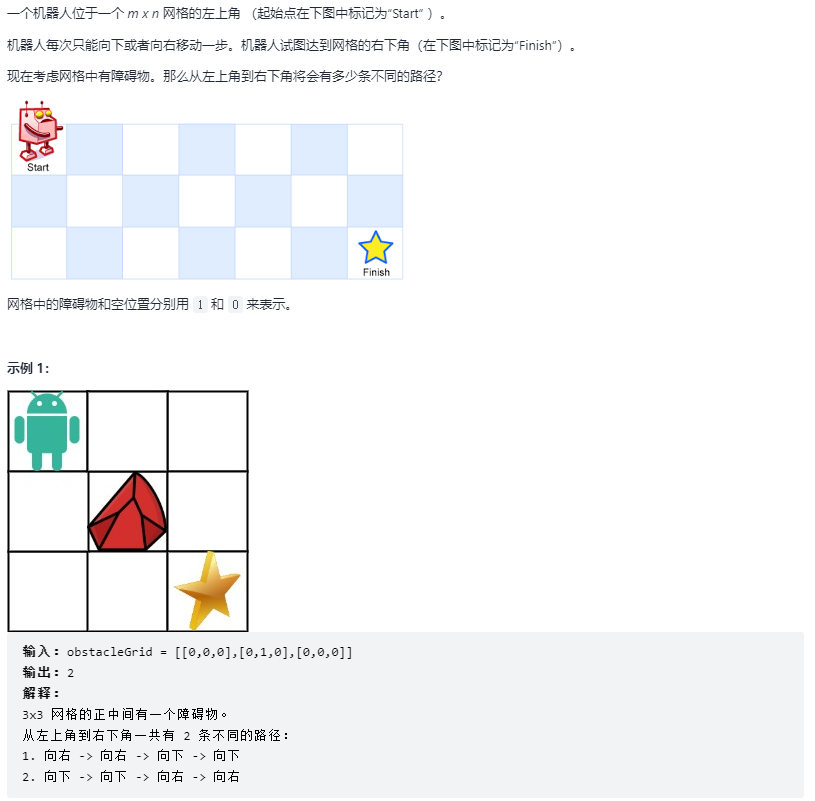 一个机器人位于一个 m x n 网格的左上角 （起始点在下图中标记为“Start” ）。
机器人每次只能向下或者向右移动一步。机器人试图达到网格的右下角（在下图中标记为“Finish”）。
现在考虑网格中有障碍物。那么从左上角到右下角将会有多少条不同的路径？
Start
Finish
网格中的障碍物和空位置分别用 1 和 0 来表示。
示例 1：
输入：obstacleGrid = [[0,0,0],[0,1,0],[0,0,0]]
输出：2
解释：
3x3 网格的正中间有一个障碍物。
从左上角到右下角一共有 2 条不同的路径：
1. 向右 -> 向右 -> 向下 -> 向下
2. 向下 -> 向下 -> 向右 -> 向右